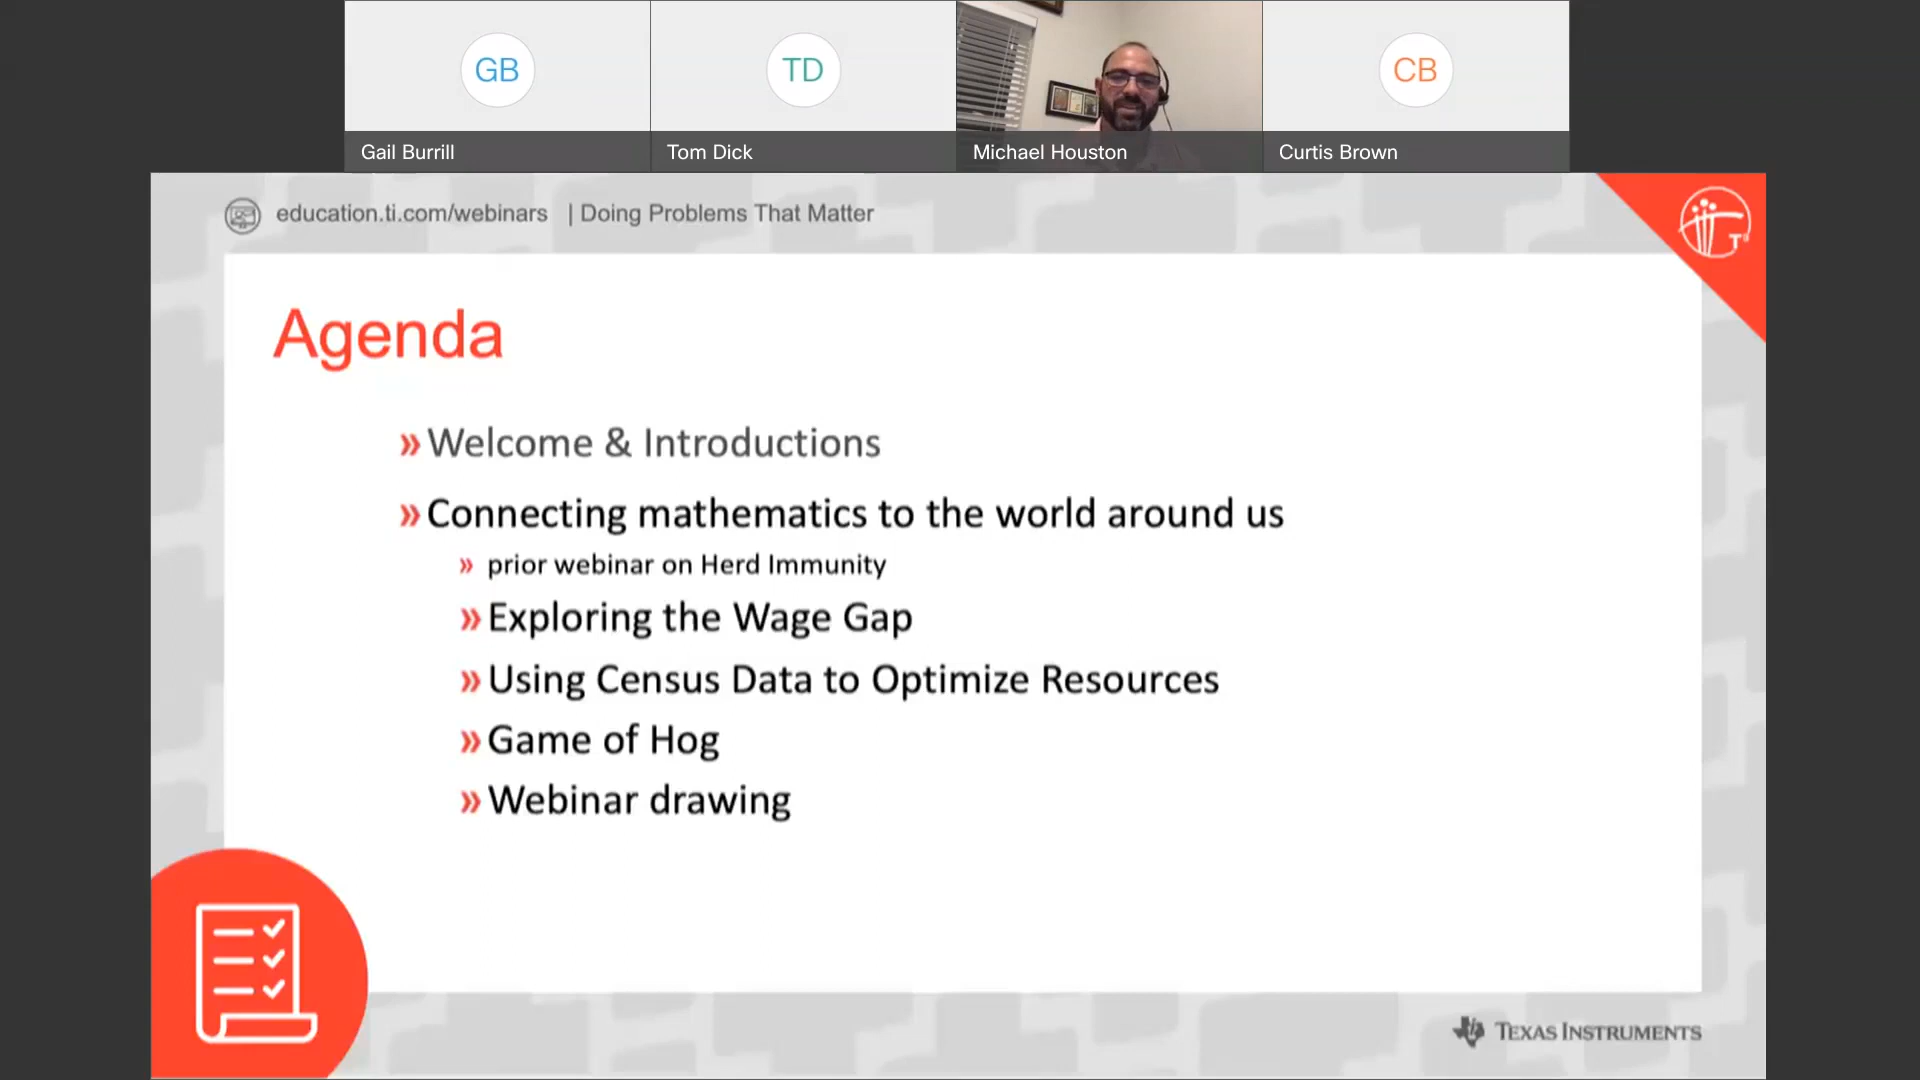 GB
TD
CB
Gail Burrill
Tom Dick
Michael Houston
Curtis Brown
education.ti.com/webinars | Doing Problems That Matter
Agenda
» Welcome & Introductions
» Connecting mathematics to the world around us
» prior webinar on Herd Immunity
» Exploring the Wage Gap
» Using Census Data to Optimize Resources
» Game of Hog
» Webinar drawing
TEXAS INSTRUMENTS